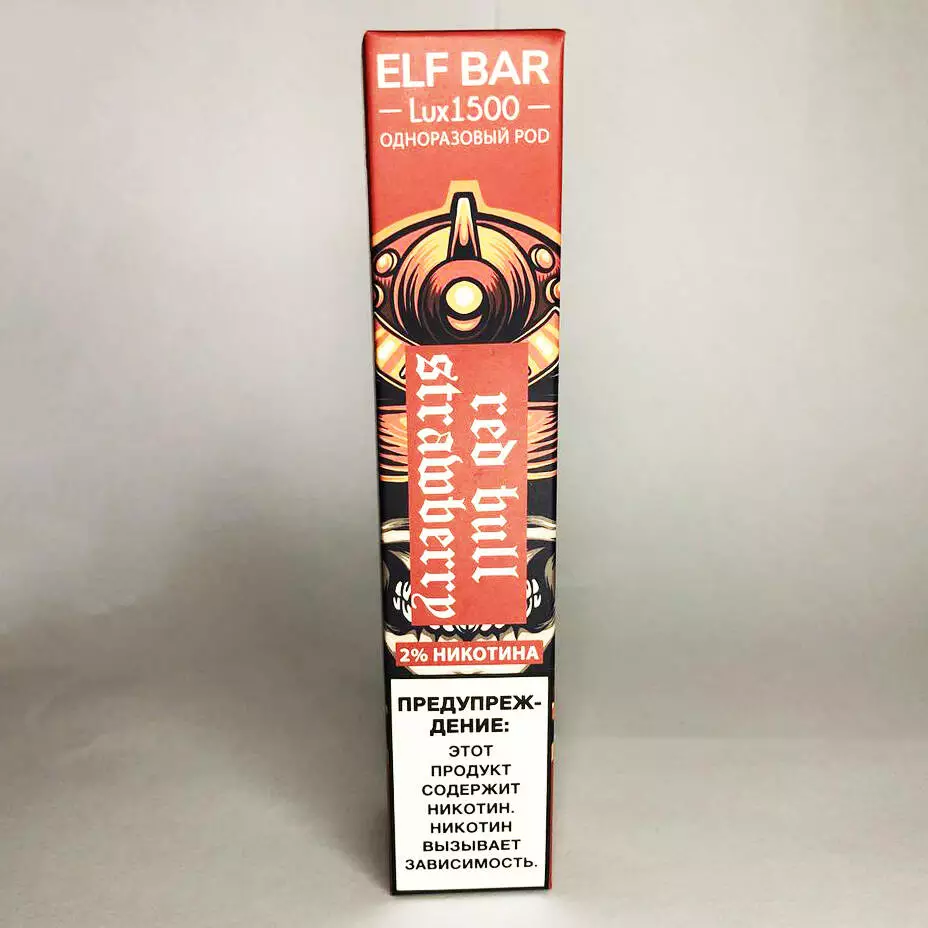 ELF BAR
Lux1500
ОДНОРАЗОВЫЙ POD
red bull
Strawberry
2% НИКОТИНА
ПРЕДУПРЕЖ-
ДЕНИЕ:
ЭТОТ
ПРОДУКТ
СОДЕРЖИТ
НИКОТИН.
НИКОТИН
ВЫЗЫВАЕТ
ЗАВИСИМОСТЬ.